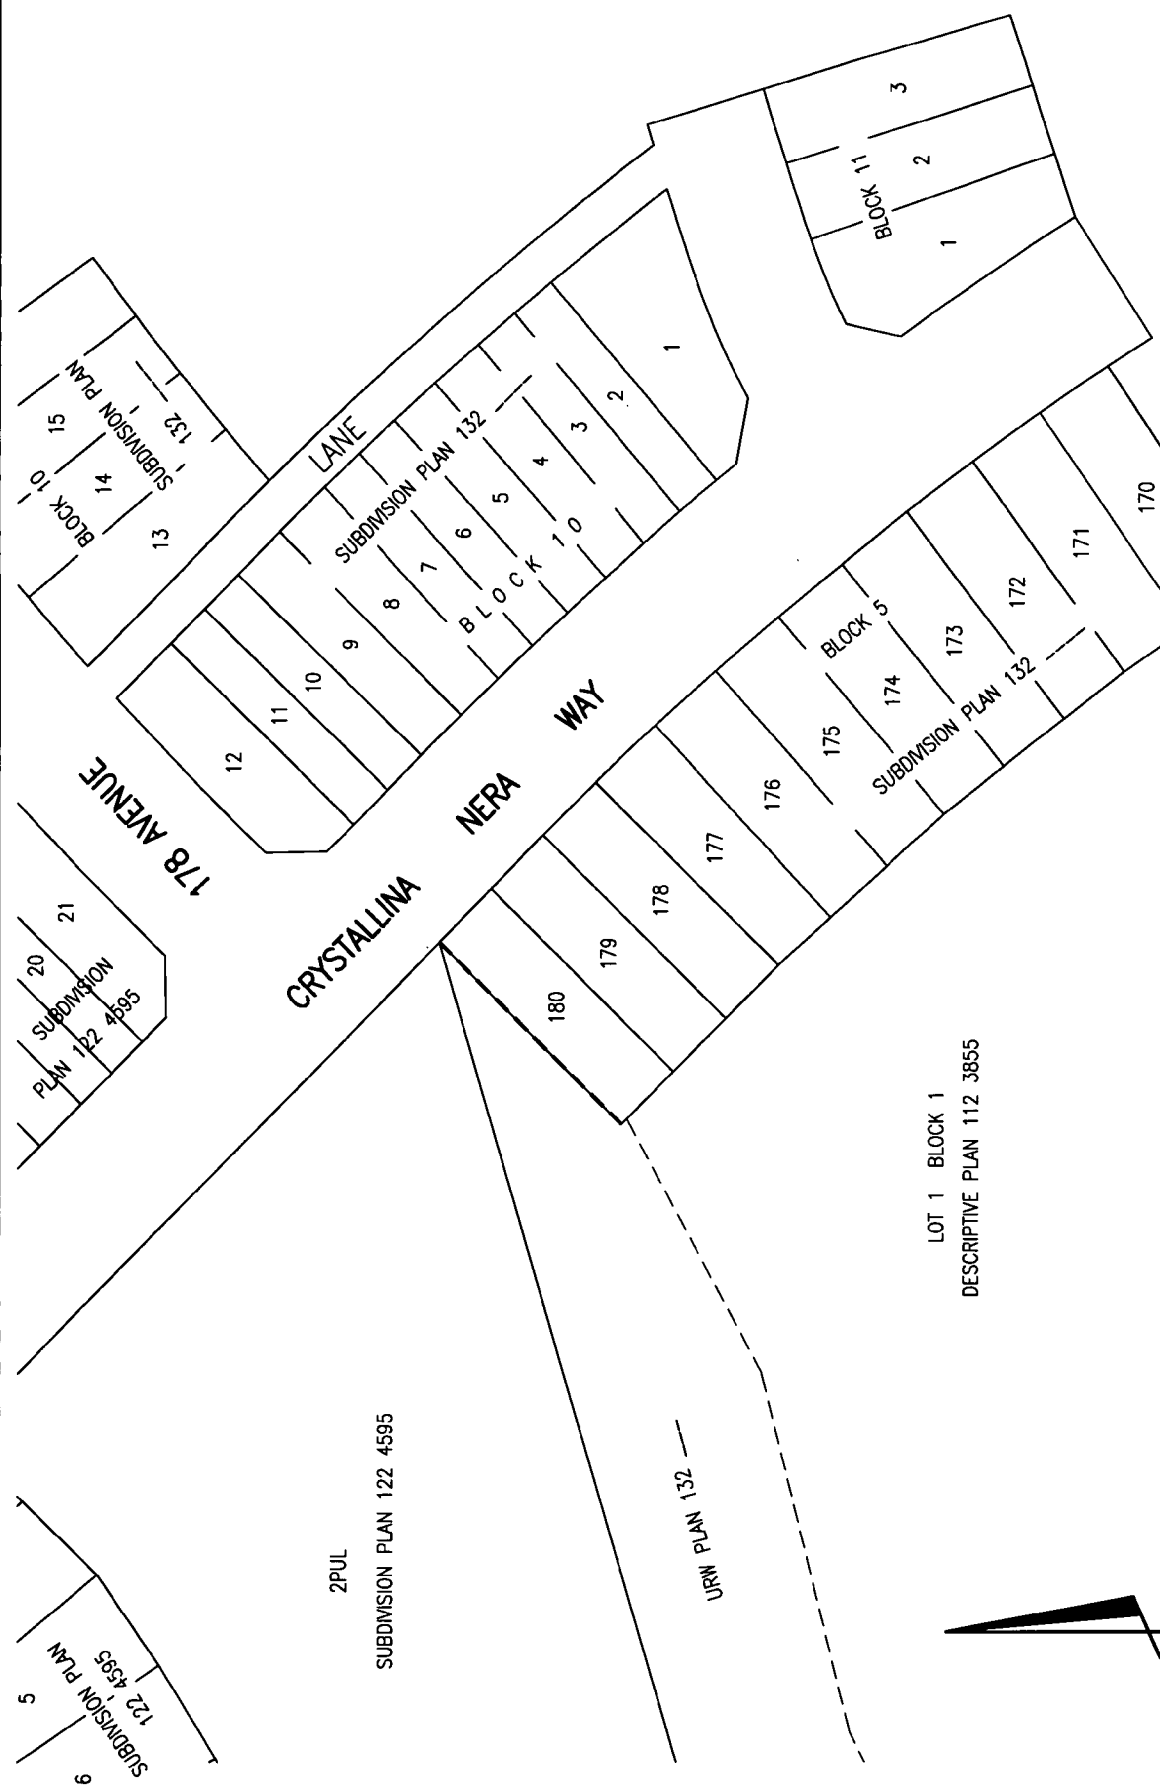 3
2
1
BLOCK 11
SUBDIVISION PLAN
132
15
14
13
BLOCK 10
LANE
SUBDIVISION PLAN 132
1
2
3
4
5
6
7
8
9
10
11
12
BLOCK 10
178 AVENUE
CRYSTALLINA NERA WAY
170
171
172
173
174
175
176
177
178
179
180
BLOCK 5
SUBDIVISION PLAN 132
21
20
SUBDIVISION
PLAN 122 4595
LOT 1 BLOCK 1
DESCRIPTIVE PLAN 112 3855
2PUL
SUBDIVISION PLAN 122 4595
URW PLAN 132
5
6
SUBDIVISION PLAN
122 4595